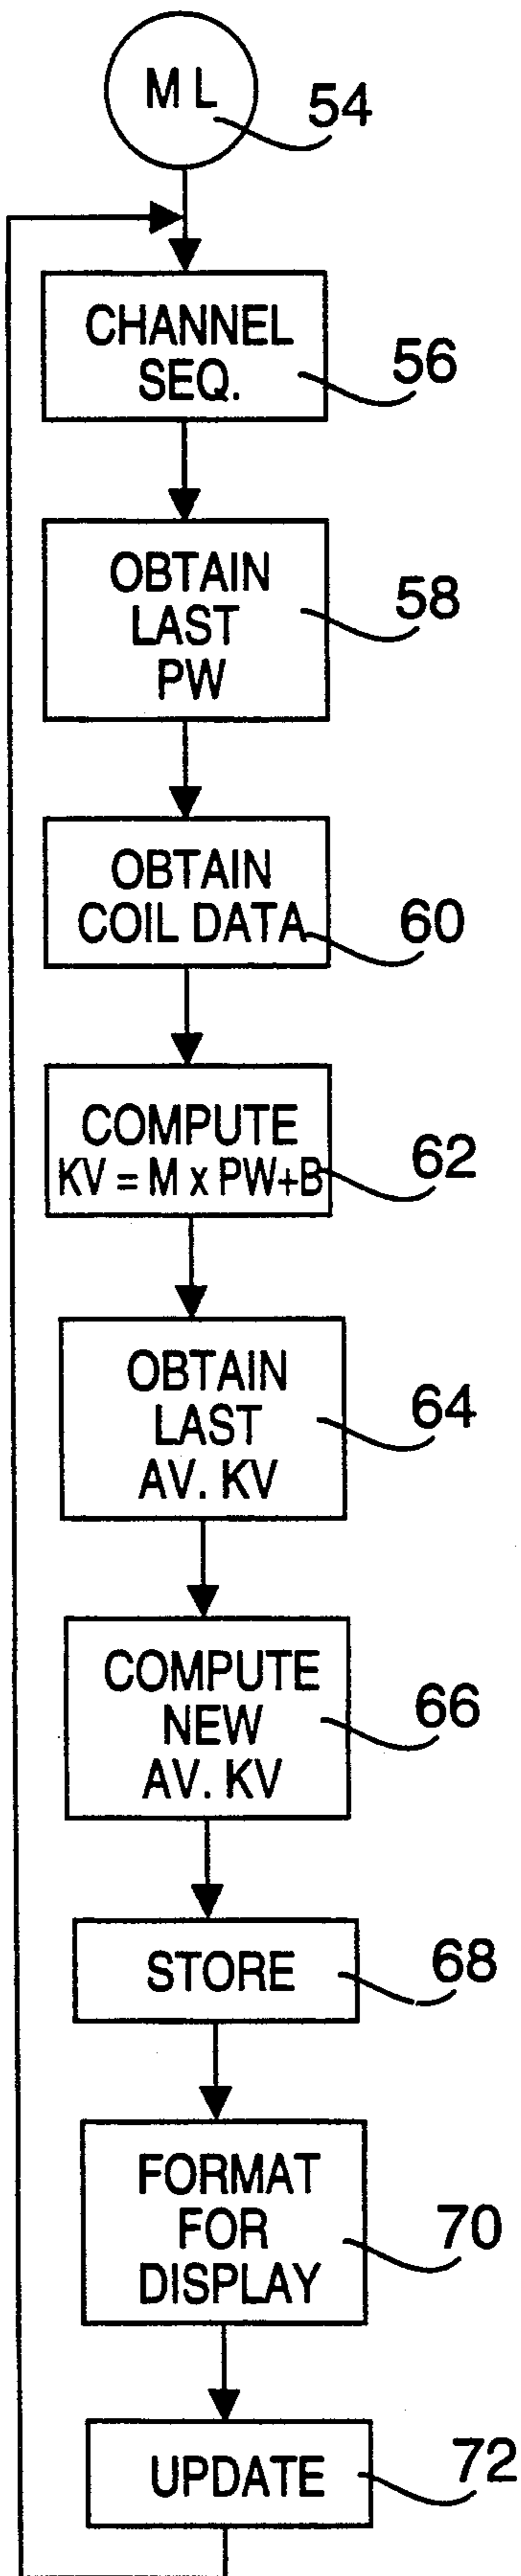 M L
54
CHANNEL
SEQ.
56
OBTAIN
LAST
PW
58
OBTAIN
COIL DATA
60
COMPUTE
KV = M x PW+B
62
OBTAIN
LAST
AV. KV
64
COMPUTE
NEW
AV. KV
66
STORE
68
FORMAT
FOR
DISPLAY
70
UPDATE
72